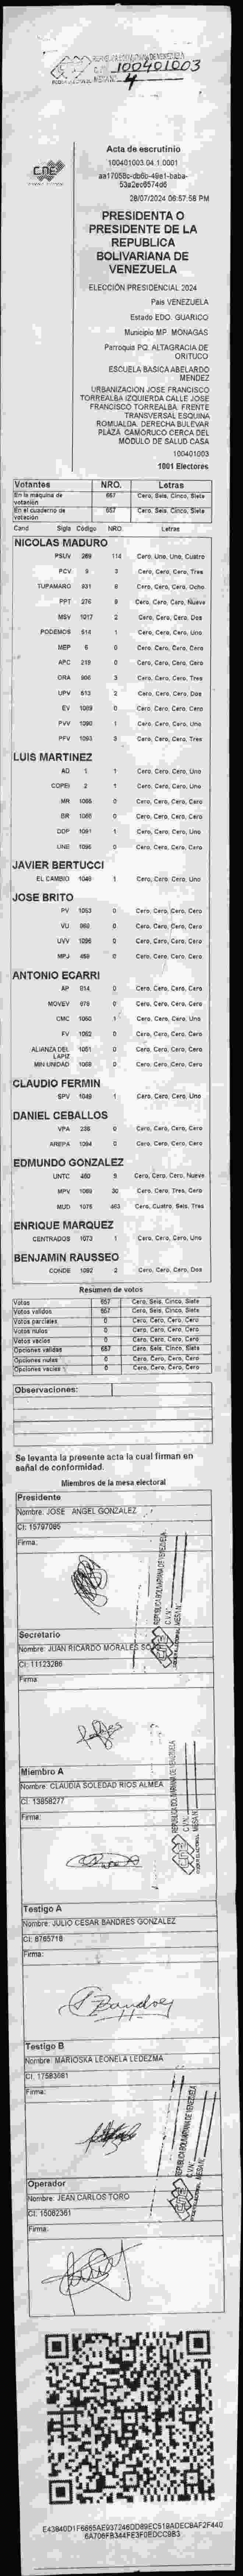 REPUBLICA BOLIVARIANA DE VENEZUELA
100401003
4
CNE
Acta de escrutinio
100401003.04.1.0001
28/07/2024 06:57:58 PM
PRESIDENTA O
PRESIDENTE DE LA
REPUBLICA
BOLIVARIANA DE
VENEZUELA
ELECCIÓN PRESIDENCIAL 2024
Pais VENEZUELA
Estado EDO. GUARICO
Municipio MP. MONAGAS
Parroquia PQ. ALTAGRACIA DE
ORITUCO
ESCUELA BASICA ABELARDO
MENDEZ
URBANIZACION JOSE FRANCISCO
TORREALBA IZQUIERDA CALLE JOSE
FRANCISCO TORREALBA. FRENTE
TRANSVERSAL ESQUINA
ROMUALDA. DERECHA BULEVAR
PLAZA CAMORUCO CERCA DEL
MODULO DE SALUD CASA
100401003
1001 Electores
Votantes NRO. Letras
En la máquina de votación 657 Cero, Seis, Cinco, Siete
En el cuaderno de votación 657 Cero, Seis, Cinco, Siete
Cand Sigla Código NRO. Letras
NICOLAS MADURO
PSUV 269 114 Cero, Uno, Uno, Cuatro
PCV 9 3 Cero, Cero, Cero, Tres
TUPAMARO 931 8 Cero, Cero, Cero, Ocho
PPT 276 9 Cero, Cero, Cero, Nueve
MSV 1017 2 Cero, Cero, Cero, Dos
PODEMOS 514 1 Cero, Cero, Cero, Uno
MEP 6 0 Cero, Cero, Cero, Cero
APC 219 0 Cero, Cero, Cero, Cero
ORA 906 3 Cero, Cero, Cero, Tres
UPV 613 2 Cero, Cero, Cero, Dos
EV 1089 0 Cero, Cero, Cero, Cero
PVV 1090 1 Cero, Cero, Cero, Uno
PFV 1093 3 Cero, Cero, Cero, Tres
LUIS MARTINEZ
AD 1 1 Cero, Cero, Cero, Uno
COPEI 2 1 Cero, Cero, Cero, Uno
MR 1065 0 Cero, Cero, Cero, Cero
BR 1066 0 Cero, Cero, Cero, Cero
DDP 1091 1 Cero, Cero, Cero, Uno
UNE 1096 0 Cero, Cero, Cero, Cero
JAVIER BERTUCCI
EL CAMBIO 1046 1 Cero, Cero, Cero, Uno
JOSE BRITO
PV 1053 0 Cero, Cero, Cero, Cero
VU 0 Cero, Cero, Cero, Cero
UVV 0 Cero, Cero, Cero, Cero
MPJ 0 Cero, Cero, Cero, Cero
ANTONIO ECARRI
AP 814 0 Cero, Cero, Cero, Cero
MOVEV 0 Cero, Cero, Cero, Cero
CMC 1050 1 Cero, Cero, Cero, Uno
FV 1052 0 Cero, Cero, Cero, Cero
ALIANZA DEL LAPIZ 1051 0 Cero, Cero, Cero, Cero
MIN UNIDAD 1068 0 Cero, Cero, Cero, Cero
CLAUDIO FERMIN
SPV 1049 1 Cero, Cero, Cero, Uno
DANIEL CEBALLOS
VPA 0 Cero, Cero, Cero, Cero
AREPA 1094 0 Cero, Cero, Cero, Cero
EDMUNDO GONZALEZ
UNTC 460 9 Cero, Cero, Cero, Nueve
MPV 1069 30 Cero, Cero, Tres, Cero
MUD 1075 463 Cero, Cuatro, Seis, Tres
ENRIQUE MARQUEZ
CENTRADOS 1073 1 Cero, Cero, Cero, Uno
BENJAMIN RAUSSEO
CONDE 1092 2 Cero, Cero, Cero, Dos
Resumen de votos
Votos 657 Cero, Seis, Cinco, Siete
Votos validos 657 Cero, Seis, Cinco, Siete
Votos parciales 0 Cero, Cero, Cero, Cero
Votos nulos 0 Cero, Cero, Cero, Cero
Votos vacios 0 Cero, Cero, Cero, Cero
Opciones validas 657 Cero, Seis, Cinco, Siete
Opciones nulas 0 Cero, Cero, Cero, Cero
Opciones vacias 0 Cero, Cero, Cero, Cero
Observaciones:
Se levanta la presente acta la cual firman en
señal de conformidad.
Miembros de la mesa electoral
Presidente
Nombre: JOSE ANGEL GONZALEZ
CI: 15797085
Firma:
Secretario
Nombre: JUAN RICARDO MORALES
CI: 11123286
Firma:
Miembro A
Nombre: CLAUDIA SOLEDAD RIOS ALMEA
CI: 13858277
Firma:
Testigo A
Nombre: JULIO CESAR BANDRES GONZALEZ
CI: 8765718
Firma:
Testigo B
Nombre: MARIOSKA LEONELA LEDEZMA
CI: 17583681
Firma:
Operador
Nombre: JEAN CARLOS TORO
CI: 15082361
Firma: